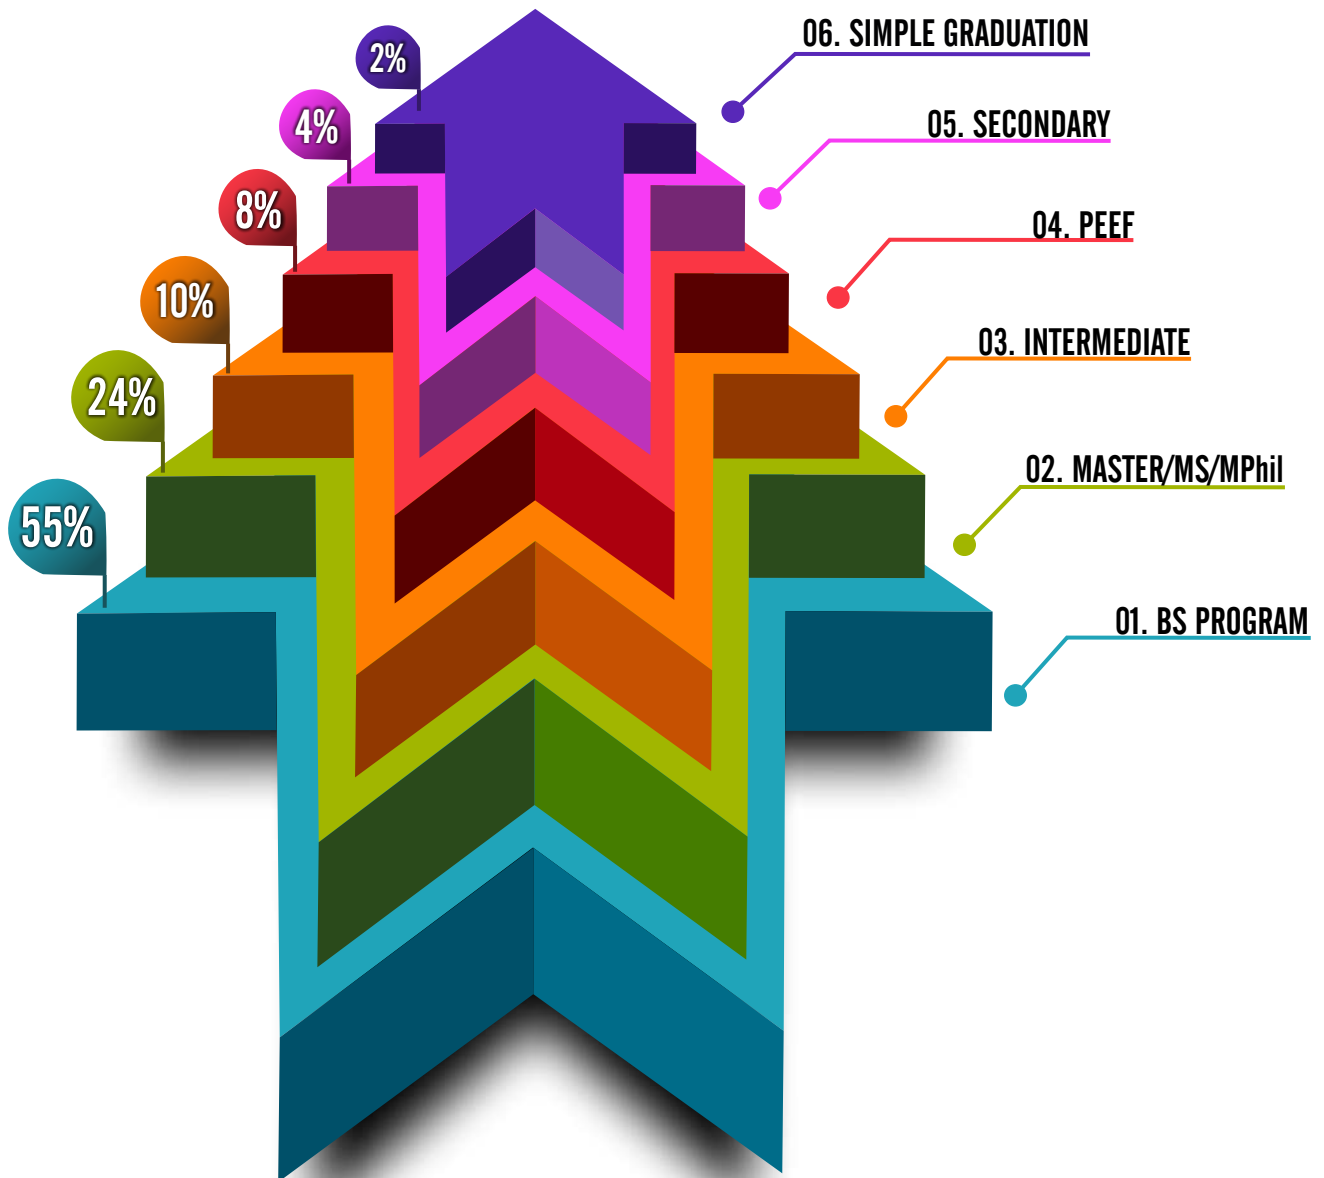 2%
06. SIMPLE GRADUATION
4%
05. SECONDARY
8%
04. PEEF
10%
03. INTERMEDIATE
24%
02. MASTER/MS/MPhil
55%
01. BS PROGRAM